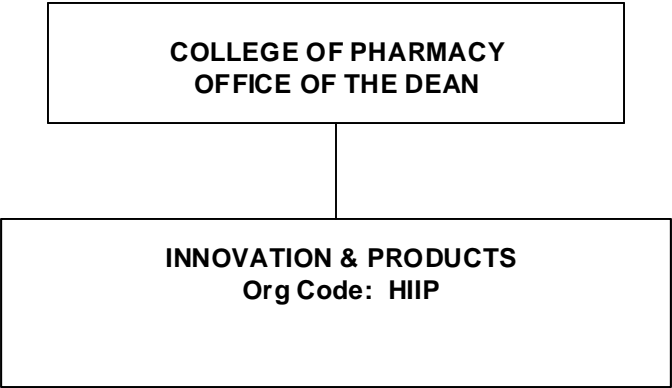 COLLEGE OF PHARMACY
OFFICE OF THE DEAN
INNOVATION & PRODUCTS
Org Code: HIIP